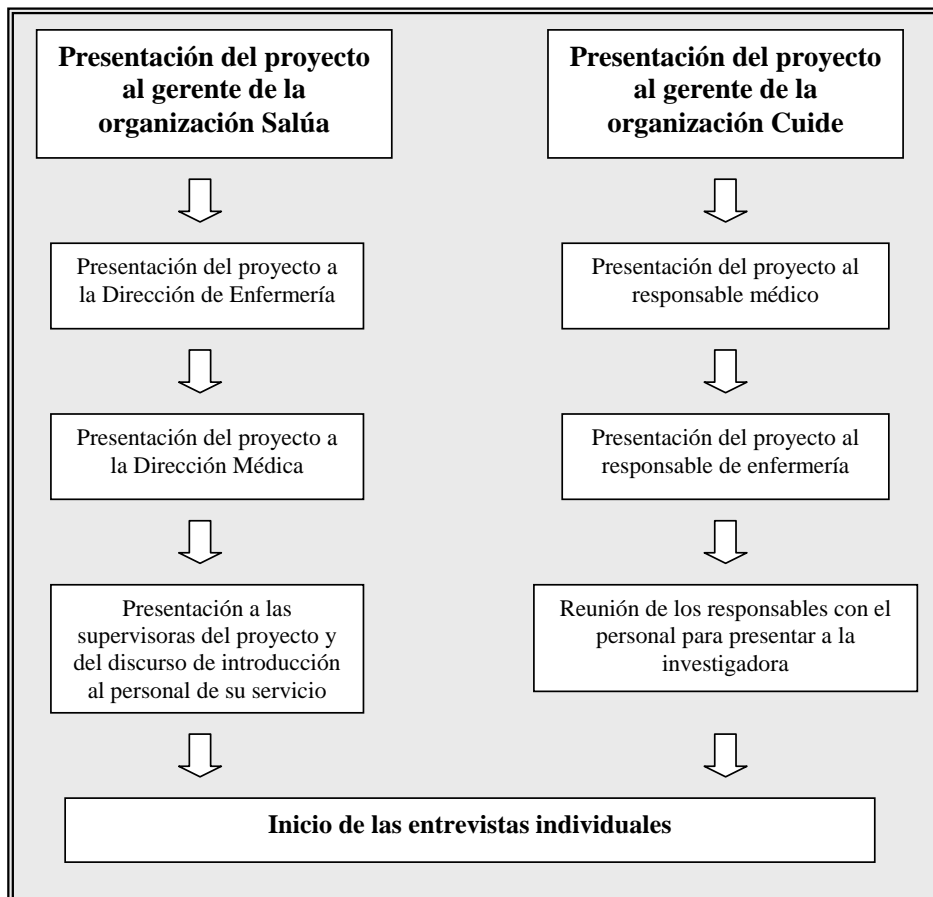 Presentación del proyecto
al gerente de la
organización Salúa
Presentación del proyecto
al gerente de la
organización Cuide
Presentación del proyecto a
la Dirección de Enfermería
Presentación del proyecto al
responsable médico
Presentación del proyecto a
la Dirección Médica
Presentación del proyecto al
responsable de enfermería
Presentación a las
supervisoras del proyecto y
del discurso de introducción
al personal de su servicio
Reunión de los responsables con el
personal para presentar a la
investigadora
Inicio de las entrevistas individuales